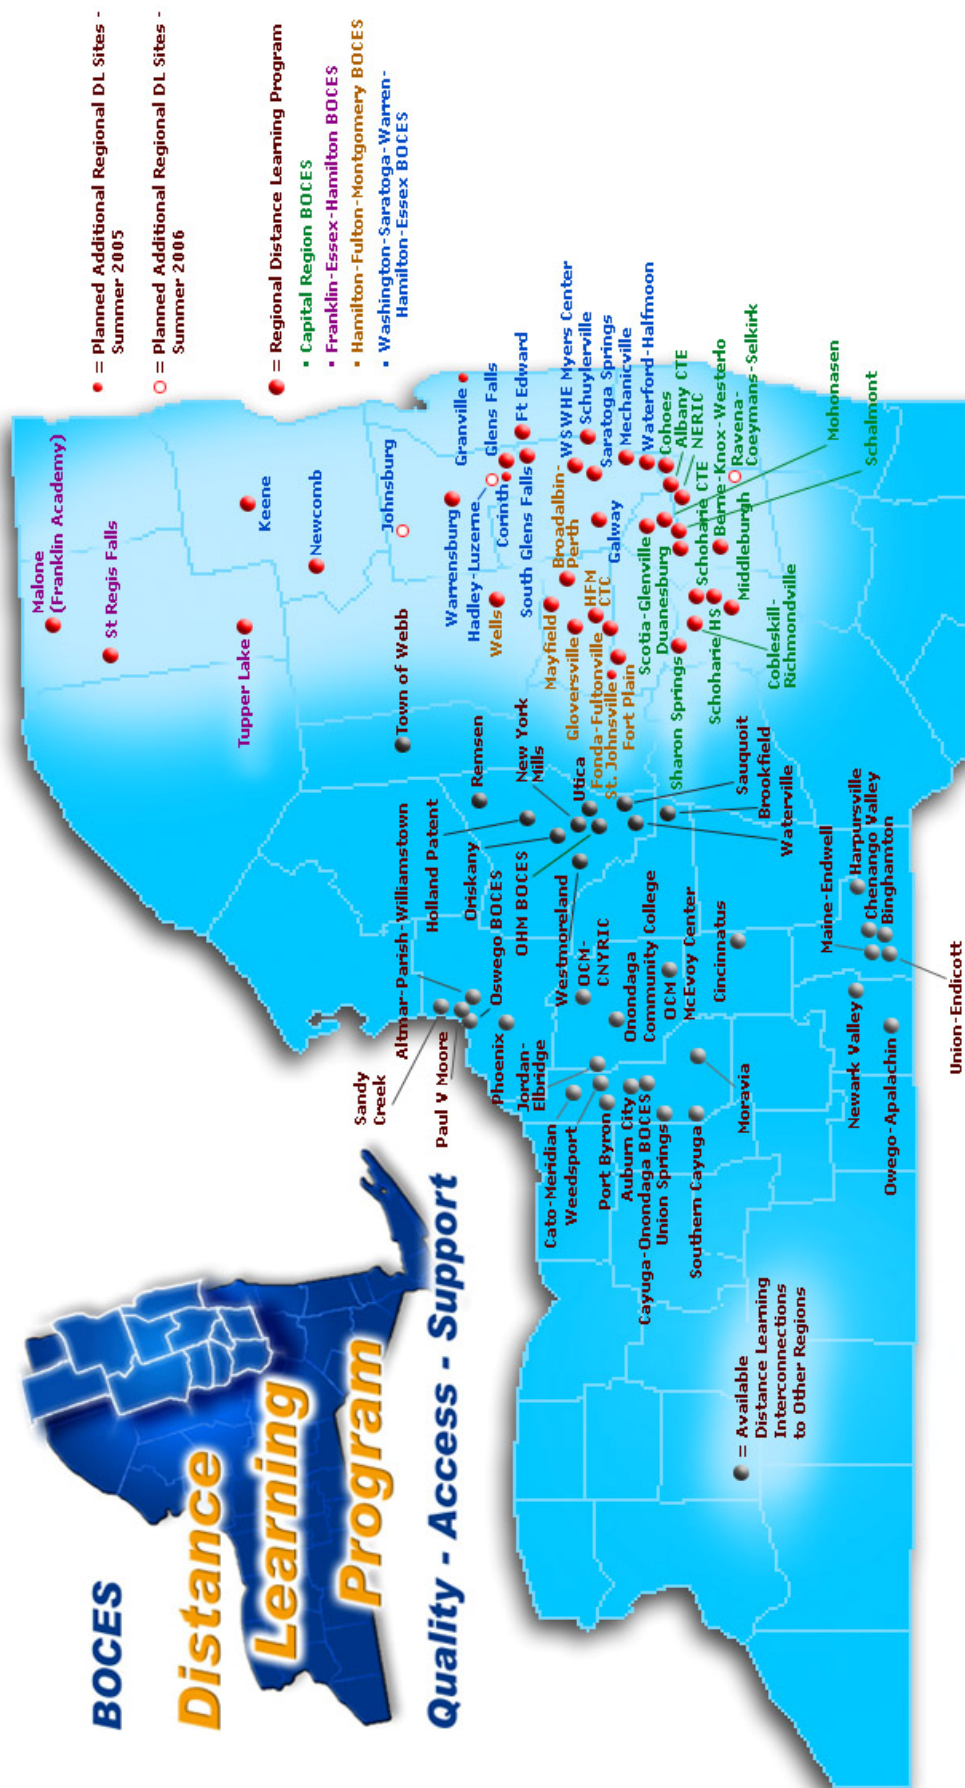 BOCES
Distance
Learning
Program
Quality - Access - Support
= Planned Additional Regional DL Sites -
Summer 2005
= Planned Additional Regional DL Sites -
Summer 2006
= Regional Distance Learning Program
· Capital Region BOCES
· Franklin-Essex-Hamilton BOCES
· Hamilton-Fulton-Montgomery BOCES
· Washington-Saratoga-Warren-
Hamilton-Essex BOCES
Malone
(Franklin Academy)
St Regis Falls
Tupper Lake
Keene
Newcomb
Johnsburg
Town of Webb
Warrensburg
Hadley-Luzerne
Granville
Glens Falls
Corinth
Ft Edward
South Glens Falls
Wells
Mayfield
Broadalbin-
Perth
WSWHE Myers Center
Schuylerville
Saratoga Springs
Mechanicville
Waterford-Halfmoon
Galway
Gloversville
HFM
CTC
Fonda-Fultonville
St. Johnsville
Fort Plain
Scotia-Glenville
Duanesburg
Cohoes
Albany CTE
NERIC
Schoharie CTE
Berne-Knox-Westerlo
Ravena-
Coeymans-Selkirk
Mohonasen
Schalmont
Middleburgh
Schoharie HS
Sharon Springs
Cobleskill-
Richmondville
Sandy
Creek
Altmar-Parish-Williamstown
Paul V Moore
Oswego BOCES
Phoenix
Holland Patent
Remsen
Oriskany
New York
Mills
Utica
OHM BOCES
Westmoreland
Sauquoit
Brookfield
Waterville
Jordan-
Elbridge
OCM-
CNYRIC
Onondaga
Community College
OCM
McEvoy Center
Cincinnatus
Cato-Meridian
Weedsport
Port Byron
Auburn City
Cayuga-Onondaga BOCES
Union Springs
Southern Cayuga
Moravia
Maine-Endwell
Harpursville
Chenango Valley
Binghamton
Newark Valley
Owego-Apalachin
Union-Endicott
= Available
Distance Learning
Interconnections
to Other Regions